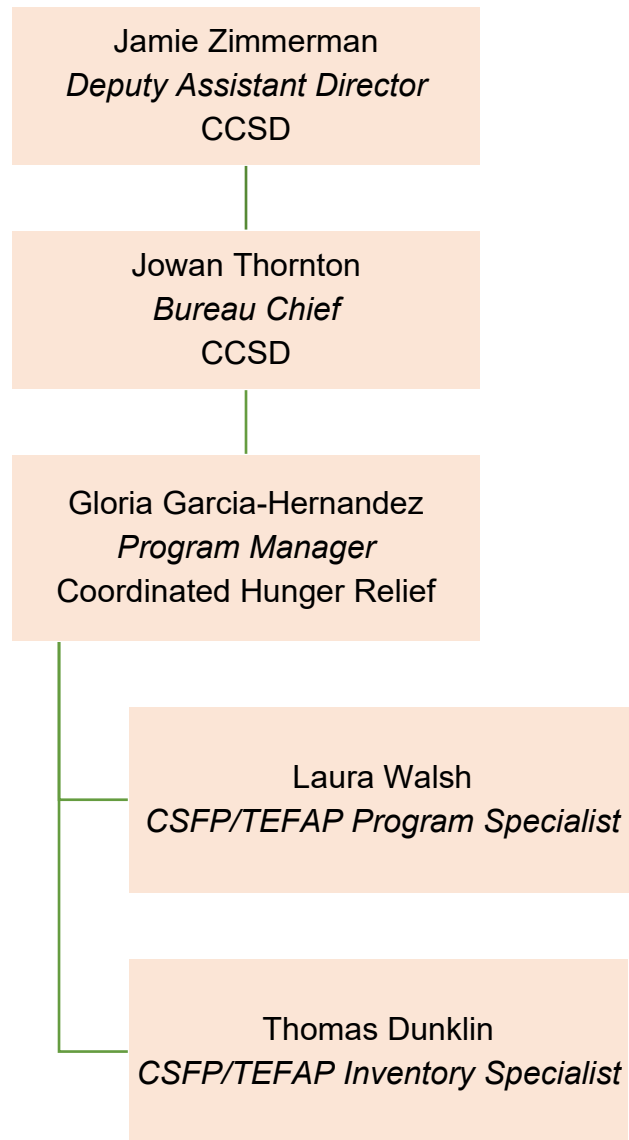 Jamie Zimmerman
Deputy Assistant Director
CCSD
Jowan Thornton
Bureau Chief
CCSD
Gloria Garcia-Hernandez
Program Manager
Coordinated Hunger Relief
Laura Walsh
CSFP/TEFAP Program Specialist
Thomas Dunklin
CSFP/TEFAP Inventory Specialist